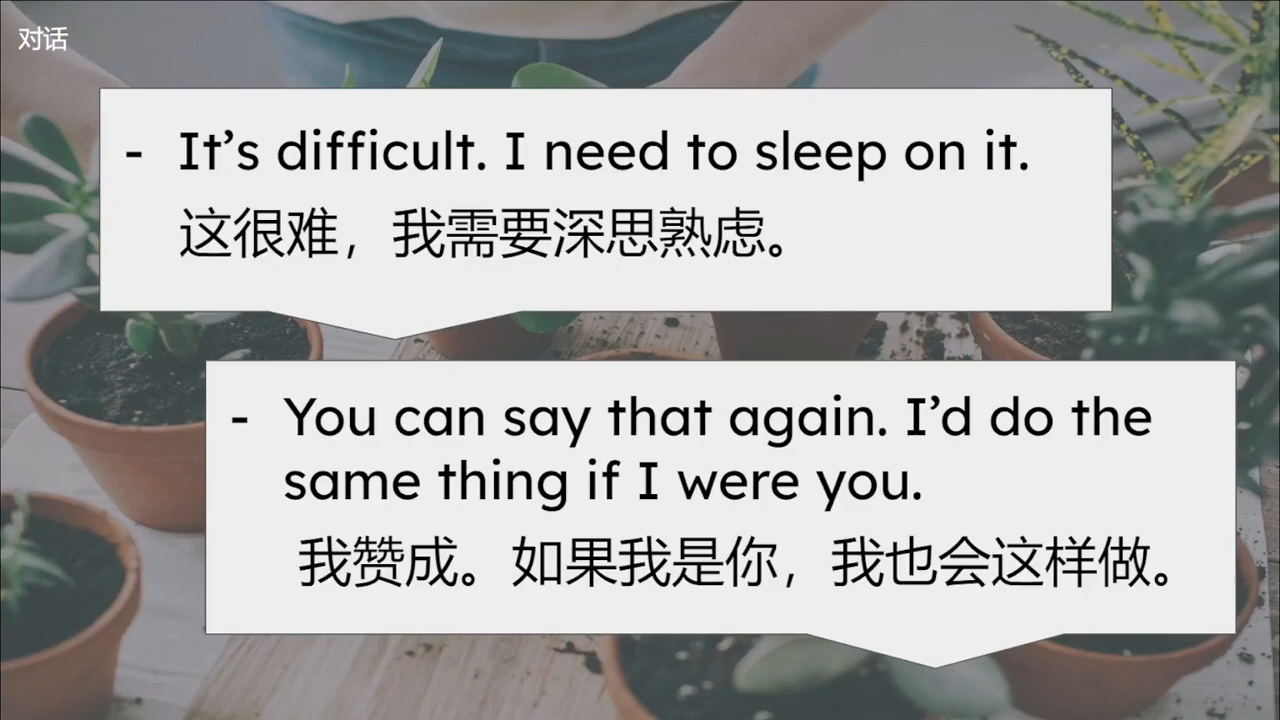 对话
- It’s difficult. I need to sleep on it.
这很难，我需要深思熟虑。
- You can say that again. I’d do the
same thing if I were you.
我赞成。如果我是你，我也会这样做。